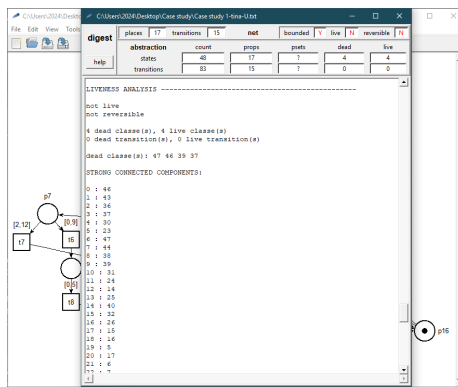 C:\Users\2024\Deskto
C:\Users\2024\Desktop\Case study\Case study 1-tina-U.txt
File Edit View Tools
digest
places 17 transitions 15 net bounded Y live N reversible N
abstraction count props psets dead live
states 48 17 ? 4 4
help
transitions 83 15 ? 0 0
LIVENESS ANALYSIS -----------------------------------------------
not live
not reversible
4 dead classe(s), 4 live classe(s)
0 dead transition(s), 0 live transition(s)
dead classe(s): 47 46 39 37
STRONG CONNECTED COMPONENTS:
0 : 46
1 : 43
2 : 36
3 : 37
4 : 30
5 : 23
6 : 47
7 : 44
8 : 38
9 : 39
10 : 31
11 : 24
12 : 14
13 : 25
14 : 40
15 : 32
16 : 26
17 : 15
18 : 16
19 : 5
20 : 17
21 : 6
p7
[2,12]
[0,9]
t7
t6
[0,6]
t8
p16